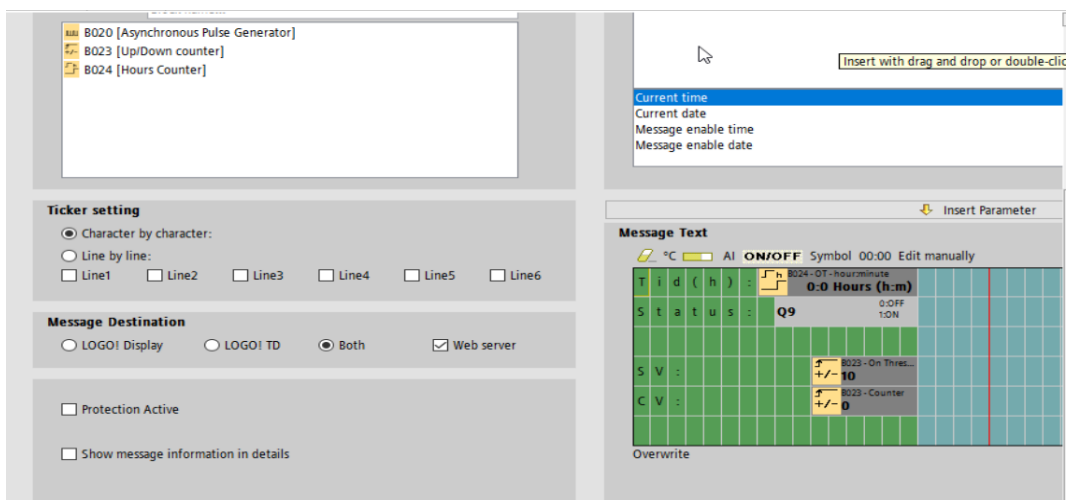 B020 [Asynchronous Pulse Generator]
B023 [Up/Down counter]
B024 [Hours Counter]
Insert with drag and drop or double-clic
Current time
Current date
Message enable time
Message enable date
Ticker setting
Character by character:
Line by line:
Line1 Line2 Line3 Line4 Line5 Line6
Message Destination
LOGO! Display LOGO! TD Both Web server
Protection Active
Show message information in details
Insert Parameter
Message Text
°C AI ON/OFF Symbol 00:00 Edit manually
Tid(h): B024 - OT - hour:minute
0:0 Hours (h:m)
Status: Q9 0:OFF
1:ON
SV: B023 - On Thres...
+/- 10
CV: B023 - Counter
+/- 0
Overwrite